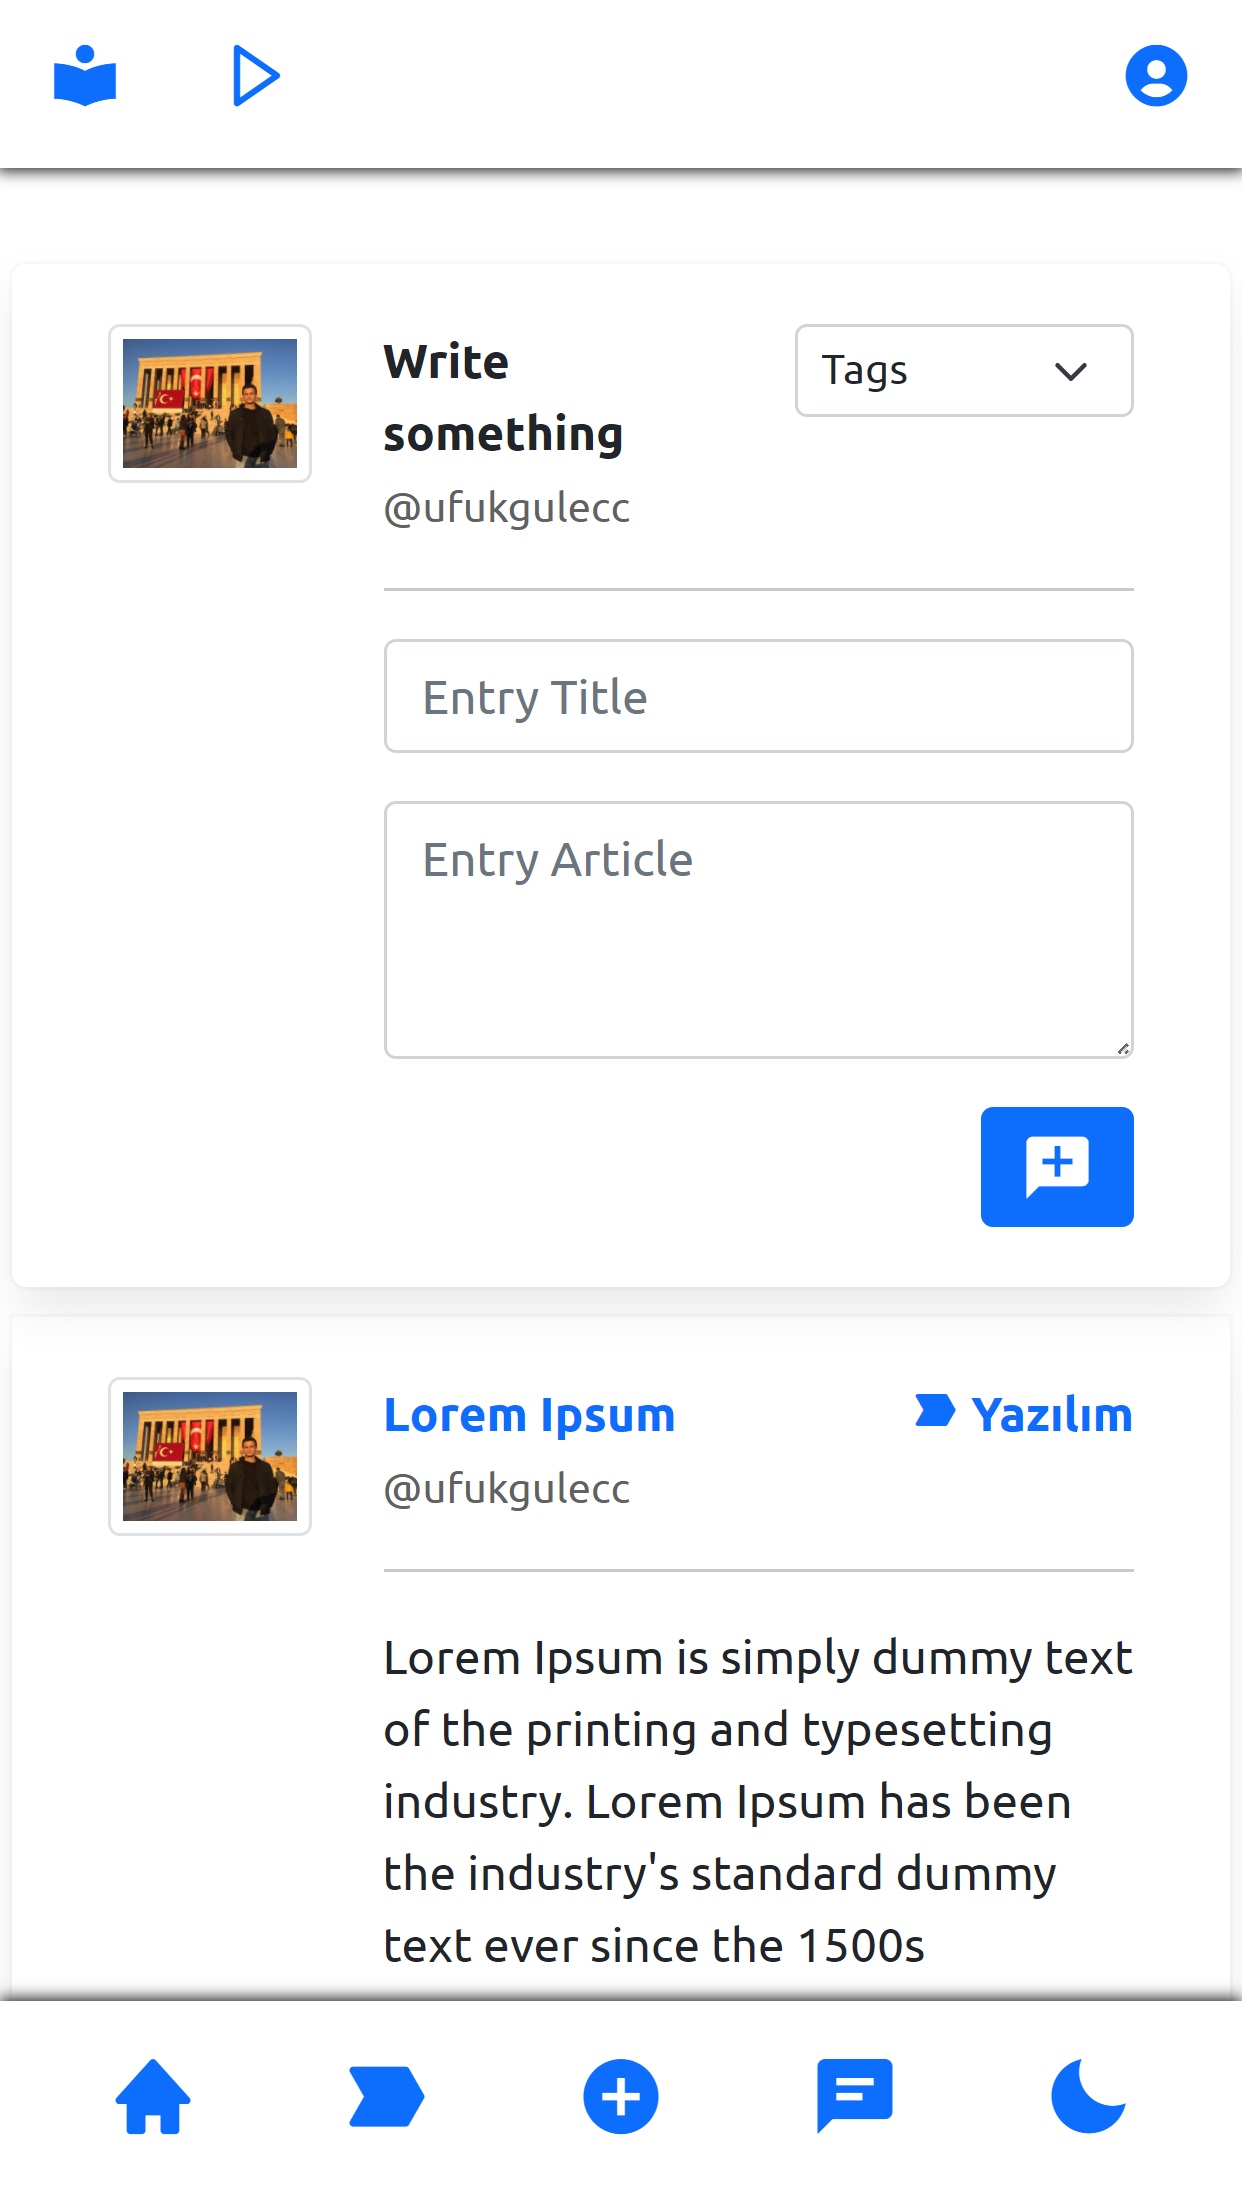 Write
something
Tags
@ufukgulecc
Entry Title
Entry Article
Lorem Ipsum
Yazılım
@ufukgulecc
Lorem Ipsum is simply dummy text
of the printing and typesetting
industry. Lorem Ipsum has been
the industry's standard dummy
text ever since the 1500s